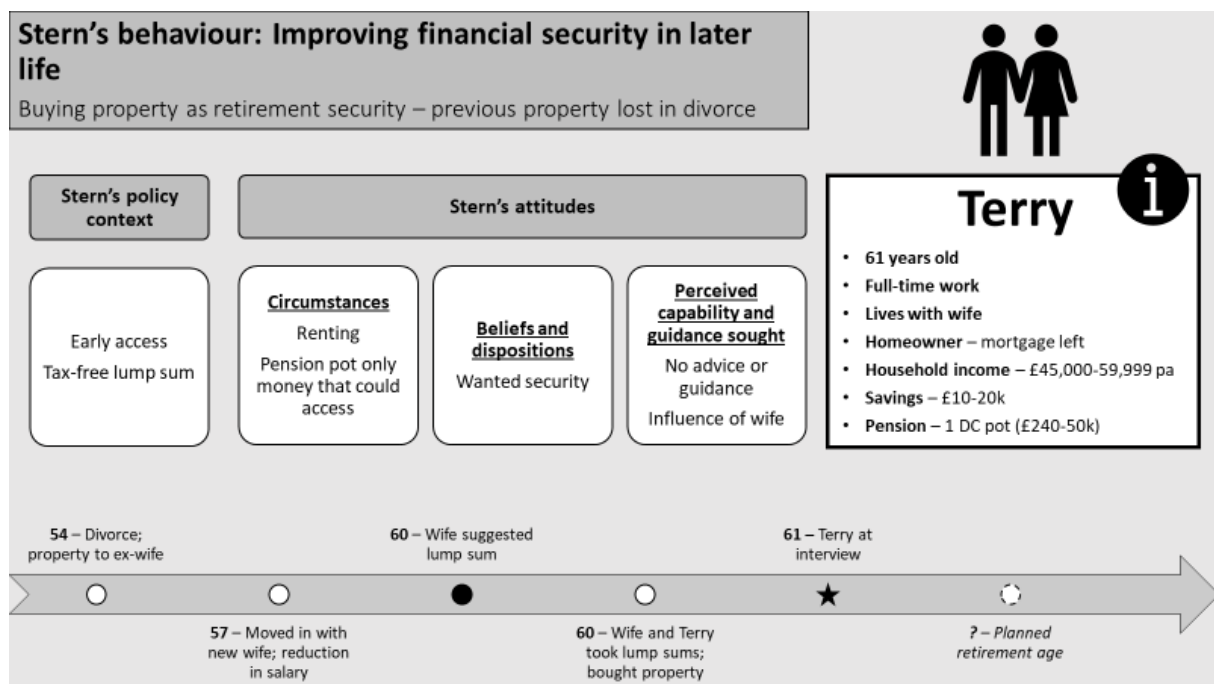 Stern’s behaviour: Improving financial security in later
life
Buying property as retirement security – previous property lost in divorce
Stern’s policy
context
Early access
Tax-free lump sum
Stern’s attitudes
Circumstances
Renting
Pension pot only
money that could
access
Beliefs and
dispositions
Wanted security
Perceived
capability and
guidance sought
No advice or
guidance
Influence of wife
i
Terry
• 61 years old
• Full-time work
• Lives with wife
• Homeowner – mortgage left
• Household income – £45,000-59,999 pa
• Savings – £10-20k
• Pension – 1 DC pot (£240-50k)
54 – Divorce;
property to ex-wife
57 – Moved in with
new wife; reduction
in salary
60 – Wife suggested
lump sum
60 – Wife and Terry
took lump sums;
bought property
61 – Terry at
interview
? – Planned
retirement age